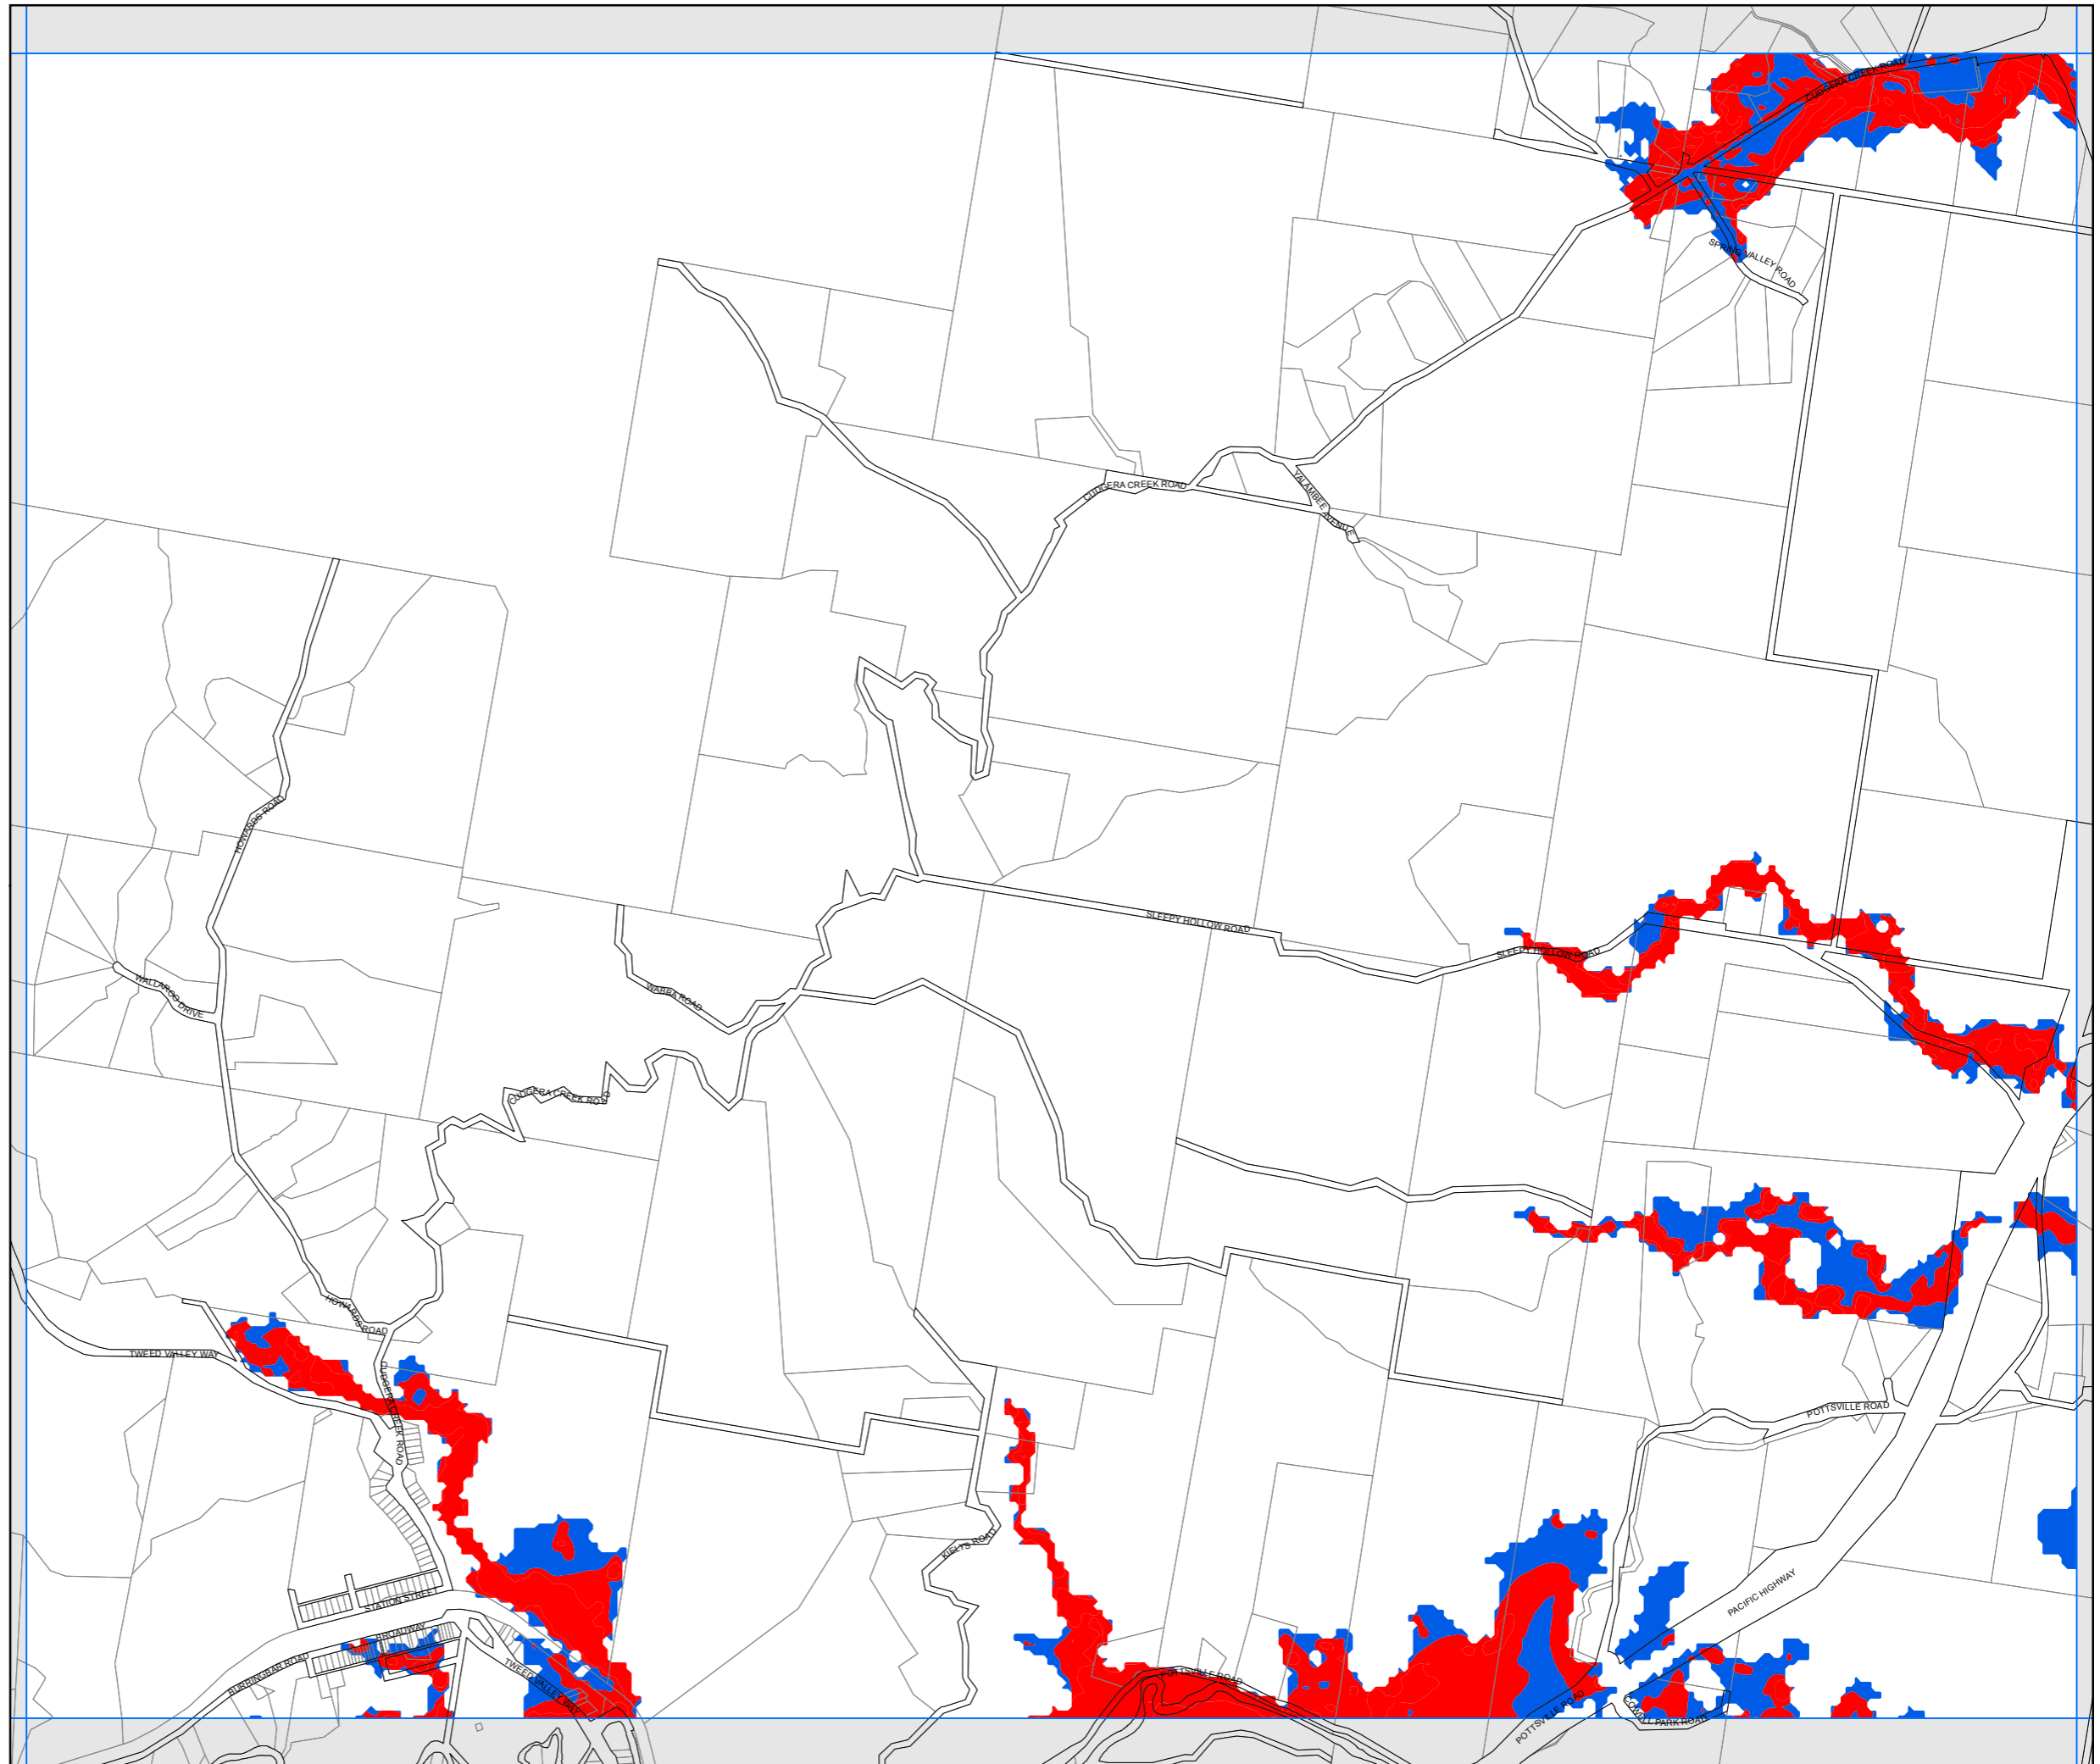 CUDGERA CREEK ROAD
SPRING VALLEY ROAD
CUDGERA CREEK ROAD
YALAMBEE AVENUE
HOWARDS ROAD
SLEEPY HOLLOW ROAD
SLEEPY HOLLOW ROAD
WALLAROO DRIVE
WABBA ROAD
CUDGERA CREEK ROAD
HOWARDS ROAD
TWEED VALLEY WAY
CUDGERA CREEK ROAD
POTTSVILLE ROAD
KIELYS ROAD
PACIFIC HIGHWAY
STATION STREET
BROADWAY
BURRINGBAR ROAD
TWEED VALLEY WAY
POTTSVILLE ROAD
POTTSVILLE ROAD
COWELL PARK ROAD